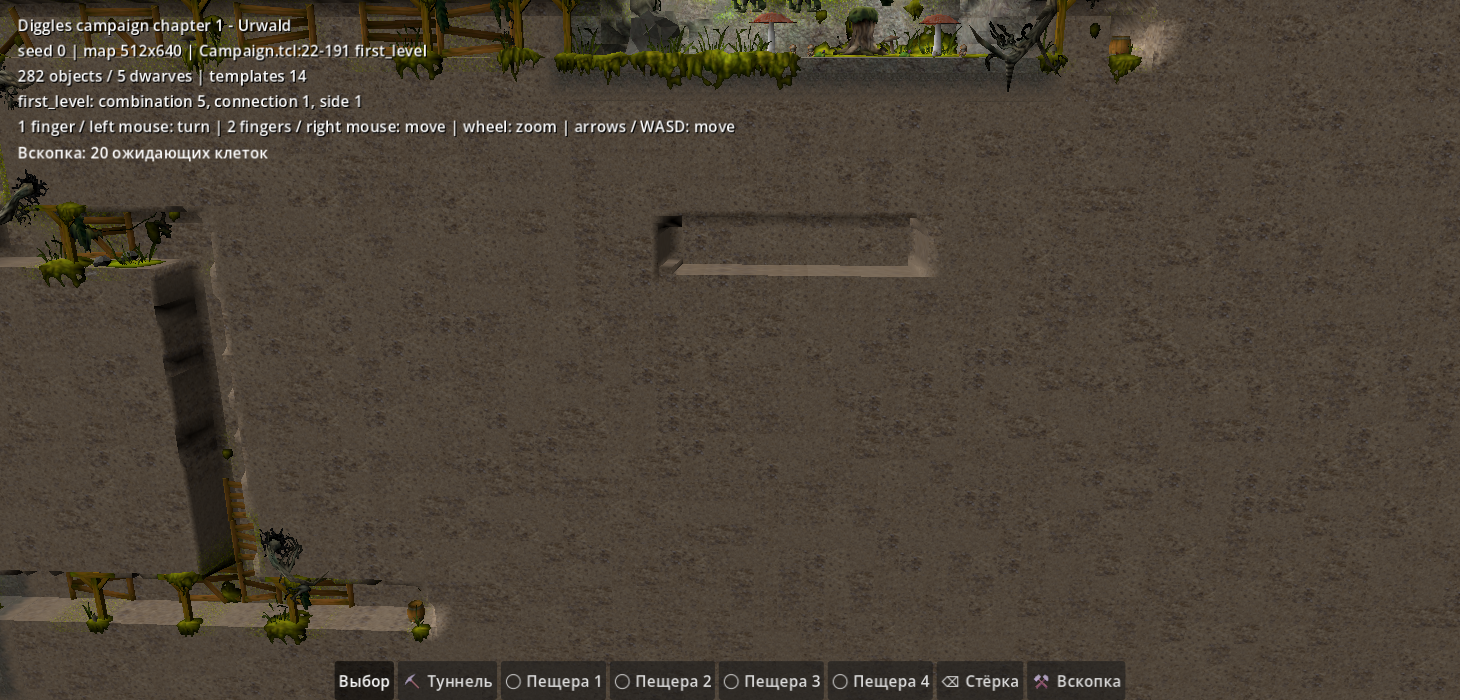 Diggles campaign chapter 1 - Urwald
seed 0 | map 512x640 | Campaign.tcl:22-191 first_level
282 objects / 5 dwarves | templates 14
first_level: combination 5, connection 1, side 1
1 finger / left mouse: turn | 2 fingers / right mouse: move | wheel: zoom | arrows / WASD: move
Вскопка: 20 ожидающих клеток
Выбор Туннель Пещера 1 Пещера 2 Пещера 3 Пещера 4 Стёрка Вскопка